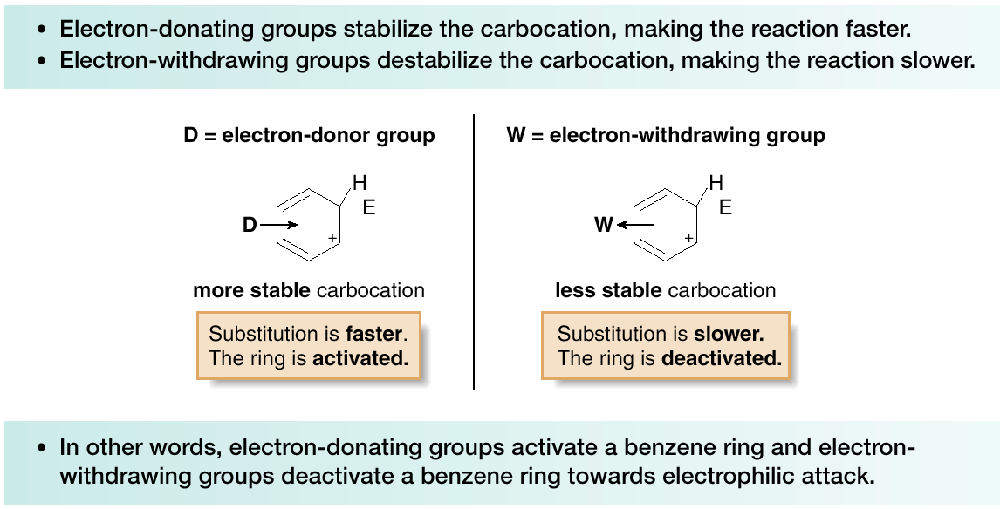 • Electron-donating groups stabilize the carbocation, making the reaction faster.
• Electron-withdrawing groups destabilize the carbocation, making the reaction slower.
D = electron-donor group
H
E
D
+
more stable carbocation
Substitution is faster.
The ring is activated.
W = electron-withdrawing group
H
E
W
+
less stable carbocation
Substitution is slower.
The ring is deactivated.
• In other words, electron-donating groups activate a benzene ring and electron-
withdrawing groups deactivate a benzene ring towards electrophilic attack.